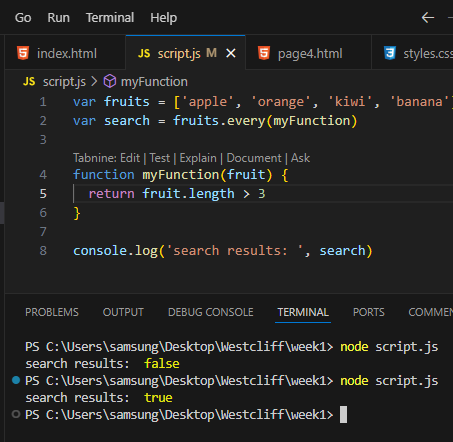 Go Run Terminal Help
index.html JS script.js M page4.html styles.css
JS script.js > myFunction
1 var fruits = ['apple', 'orange', 'kiwi', 'banana']
2 var search = fruits.every(myFunction)
3
Tabnine: Edit | Test | Explain | Document | Ask
4 function myFunction(fruit) {
5 return fruit.length > 3
6 }
7
8 console.log('search results: ', search)
PROBLEMS OUTPUT DEBUG CONSOLE TERMINAL PORTS COMMEN
PS C:\Users\samsung\Desktop\Westcliff\week1> node script.js
search results:  false
PS C:\Users\samsung\Desktop\Westcliff\week1> node script.js
search results:  true
PS C:\Users\samsung\Desktop\Westcliff\week1>